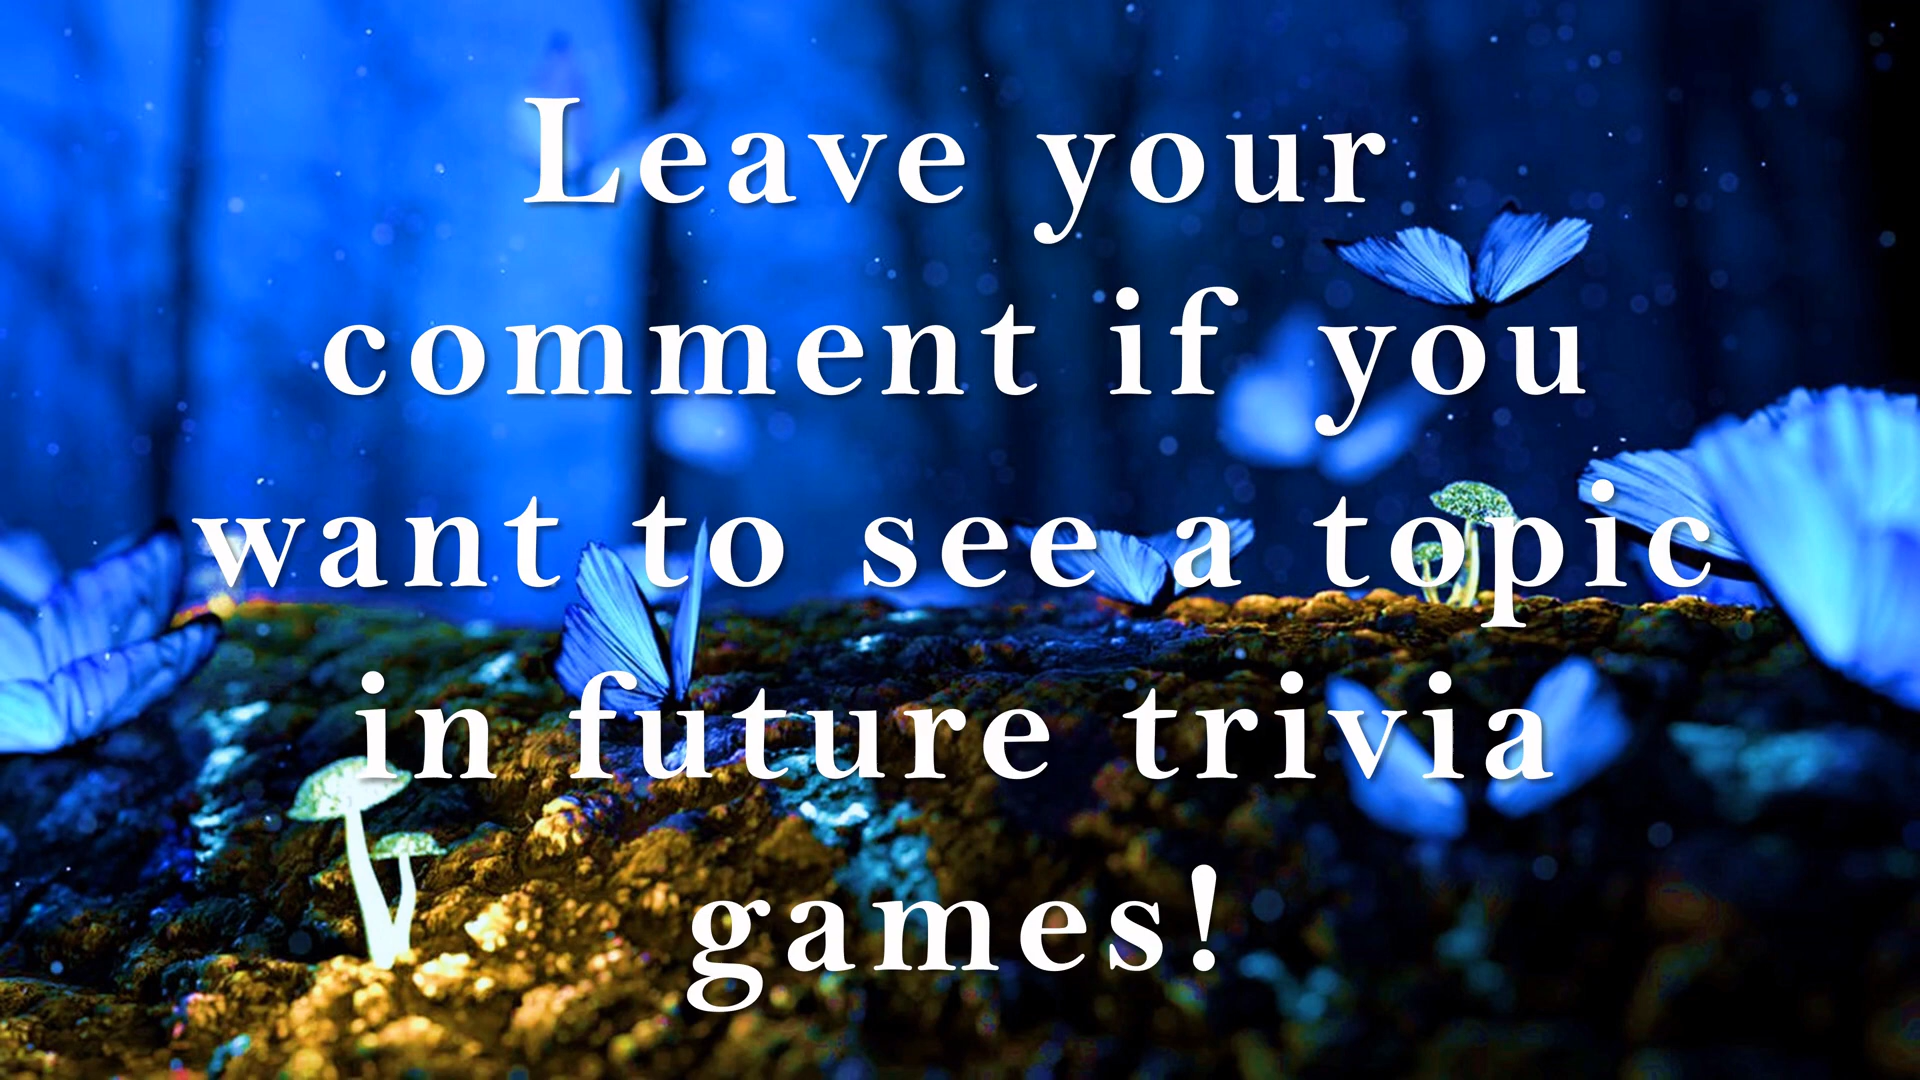 Leave your
comment if you
want to see a topic
in future trivia
games!